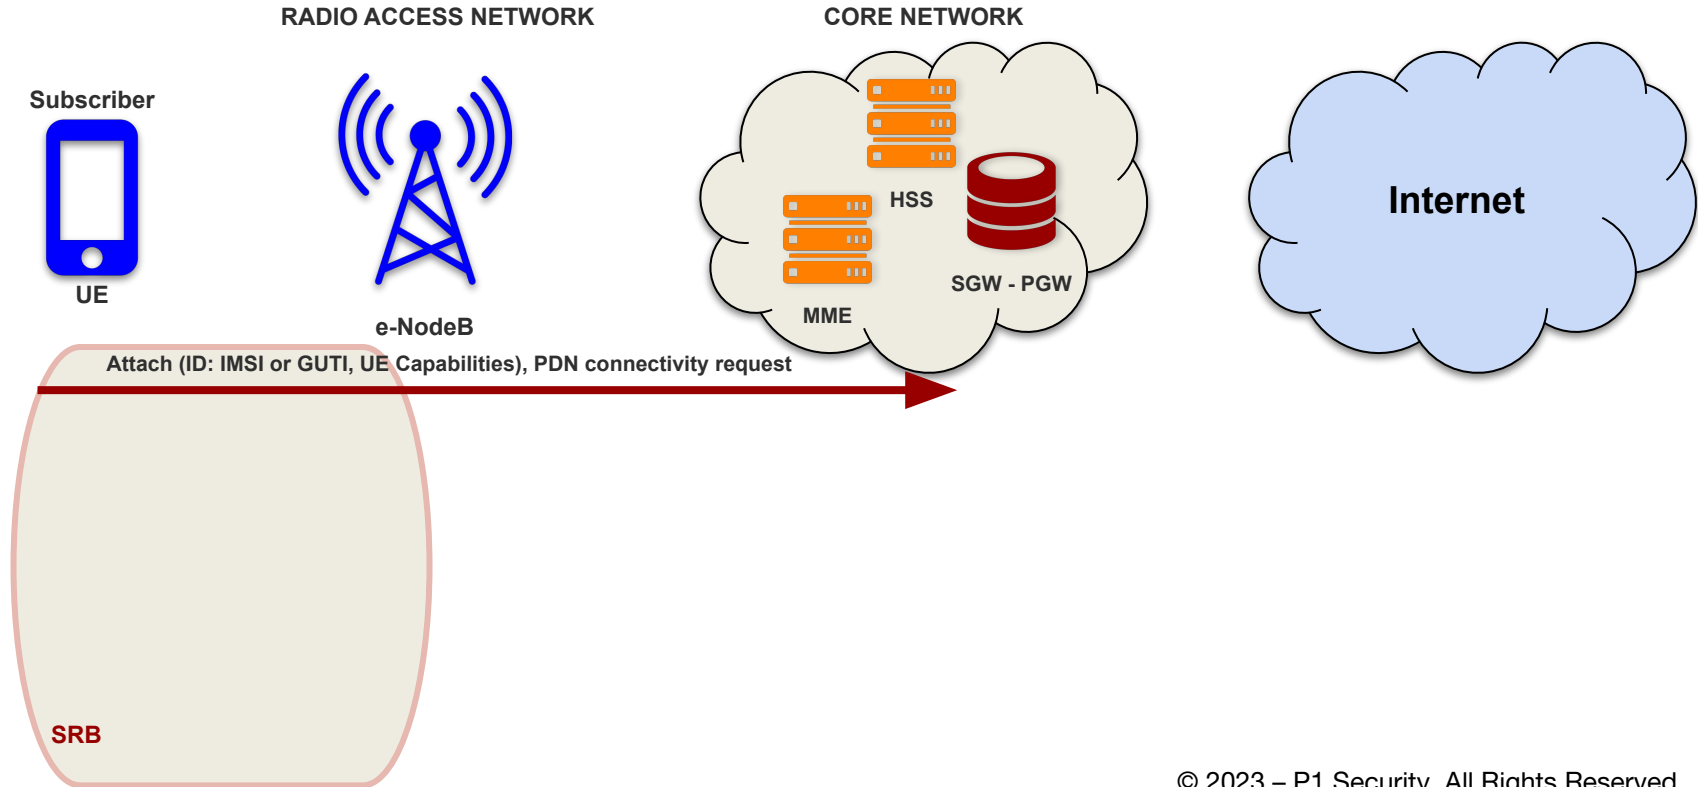 RADIO ACCESS NETWORK
CORE NETWORK
Subscriber
UE
e-NodeB
HSS
MME
SGW - PGW
Internet
Attach (ID: IMSI or GUTI, UE Capabilities), PDN connectivity request
SRB
© 2023 – P1 Security, All Rights Reserved